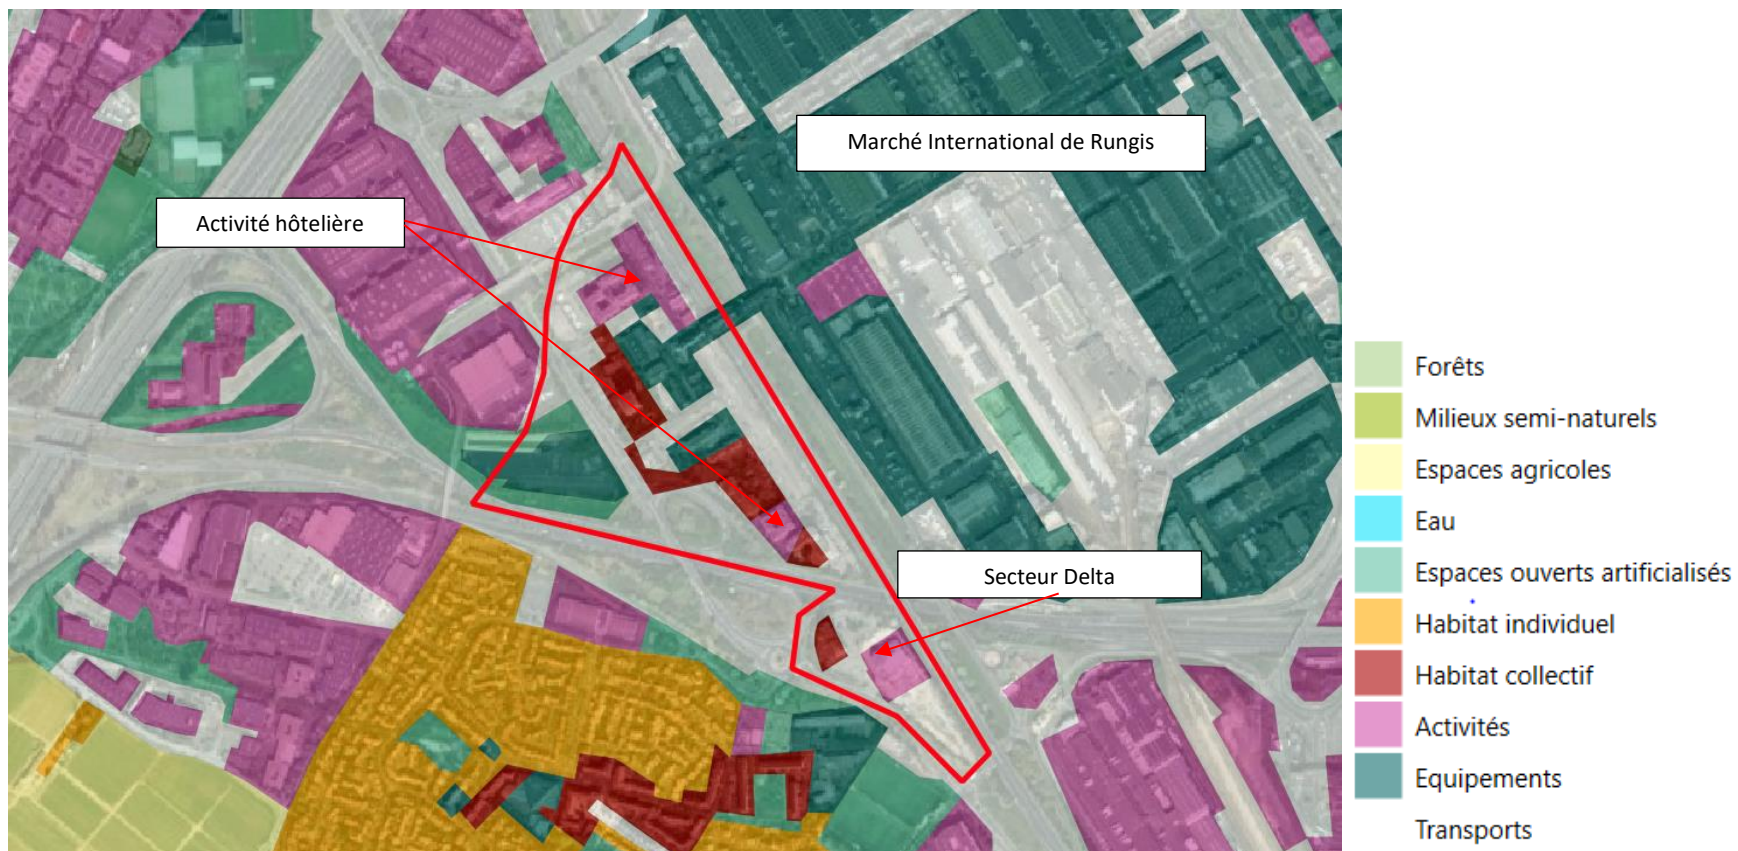 Marché International de Rungis
Activité hôtelière
Secteur Delta
Forêts
Milieux semi-naturels
Espaces agricoles
Eau
Espaces ouverts artificialisés
Habitat individuel
Habitat collectif
Activités
Equipements
Transports